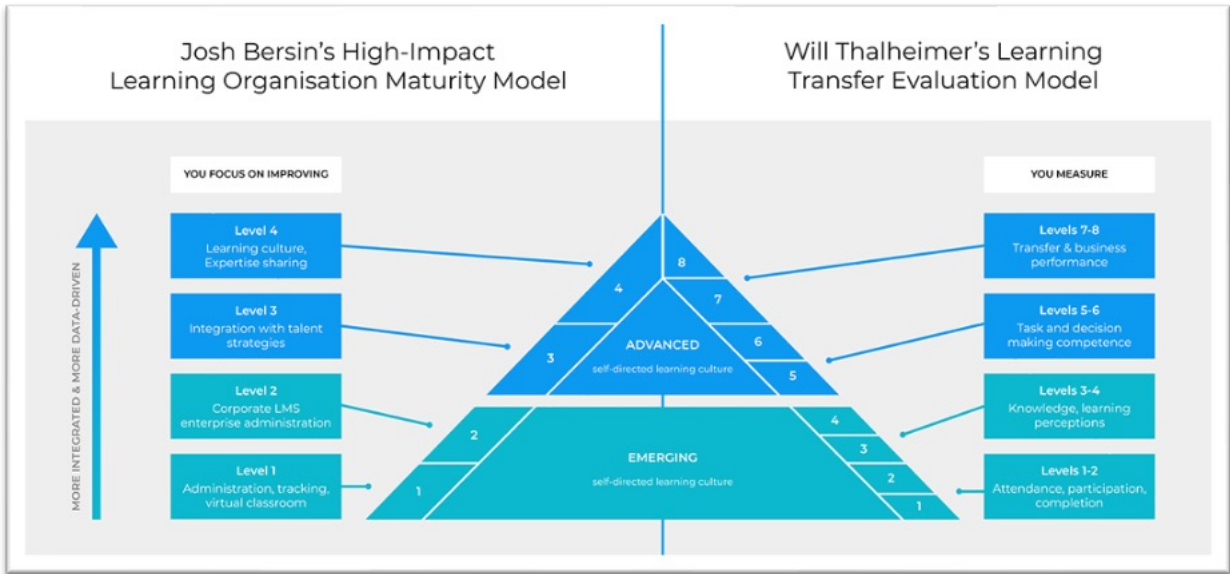 Josh Bersin's High-Impact
Learning Organisation Maturity Model
Will Thalheimer's Learning
Transfer Evaluation Model
YOU FOCUS ON IMPROVING
YOU MEASURE
MORE INTEGRATED & MORE DATA-DRIVEN
Level 4
Learning culture,
Expertise sharing
Level 3
Integration with talent
strategies
Level 2
Corporate LMS
enterprise administration
Level 1
Administration, tracking,
virtual classroom
4
3
2
1
ADVANCED
self-directed learning culture
EMERGING
self-directed learning culture
8
7
6
5
4
3
2
1
Levels 7-8
Transfer & business
performance
Levels 5-6
Task and decision
making competence
Levels 3-4
Knowledge, learning
perceptions
Levels 1-2
Attendance, participation,
completion